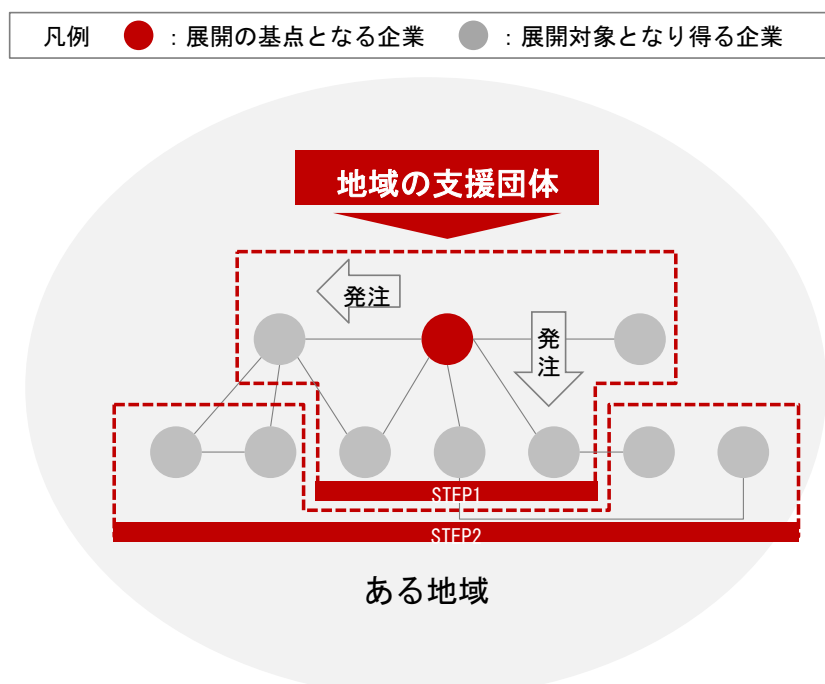 凡例 ：展開の基点となる企業 ：展開対象となり得る企業
地域の支援団体
発注
発注
STEP1
STEP2
ある地域